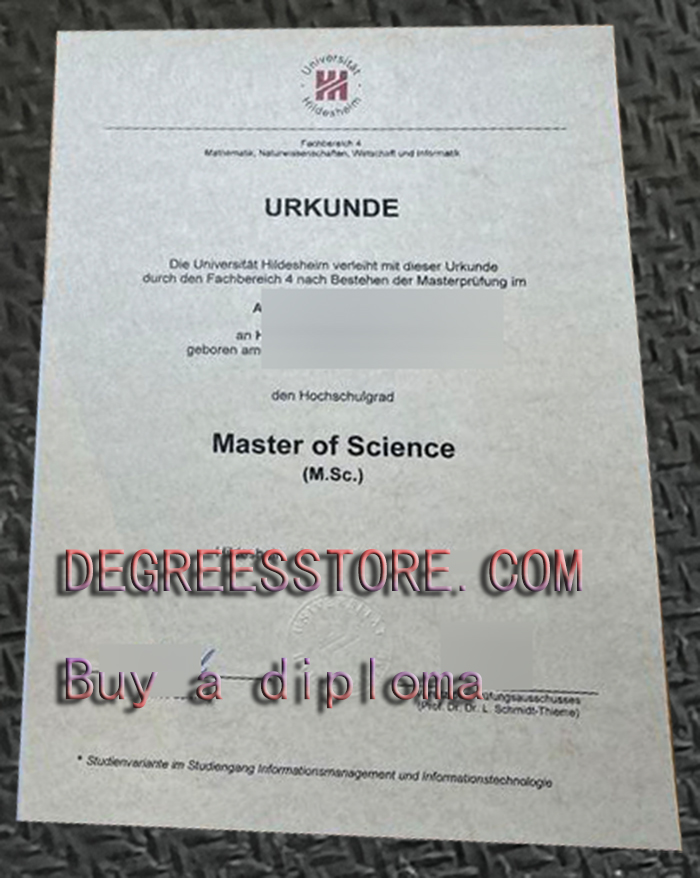 Universität
Hildesheim
Fachbereich 4
Mathematik, Naturwissenschaften, Wirtschaft und Informatik
URKUNDE
Die Universität Hildesheim verleiht mit dieser Urkunde
durch den Fachbereich 4 nach Bestehen der Masterprüfung im
A
an H
geboren am
den Hochschulgrad
Master of Science
(M.Sc.)
DEGREESSTORE.COM
Buy a diploma
(Prof. Dr. Dr. L. Schmidt-Thieme)
* Studienvariante im Studiengang Informationsmanagement und Informationstechnologie